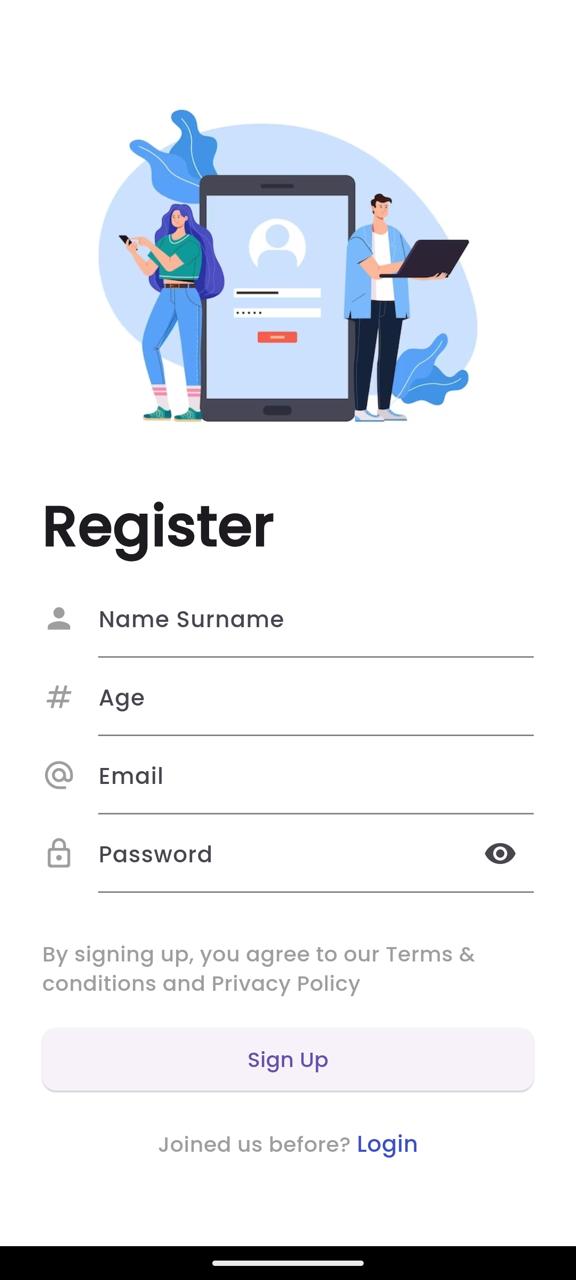 Register
Name Surname
# Age
@ Email
Password
By signing up, you agree to our Terms &
conditions and Privacy Policy
Sign Up
Joined us before? Login